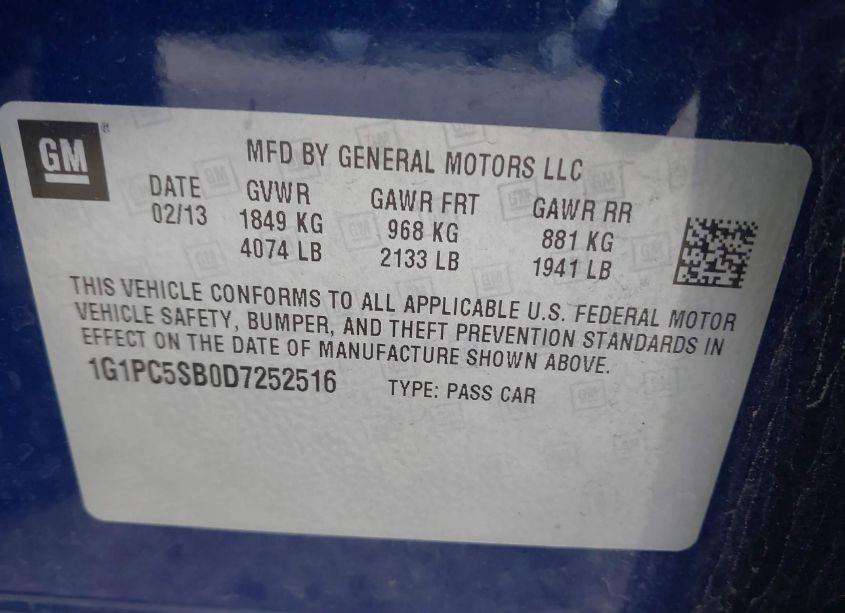 GM
MFD BY GENERAL MOTORS LLC
DATE GVWR GAWR FRT GAWR RR
02/13 1849 KG 968 KG 881 KG
4074 LB 2133 LB 1941 LB
THIS VEHICLE CONFORMS TO ALL APPLICABLE U.S. FEDERAL MOTOR
VEHICLE SAFETY, BUMPER, AND THEFT PREVENTION STANDARDS IN
EFFECT ON THE DATE OF MANUFACTURE SHOWN ABOVE.
1G1PC5SB0D7252516 TYPE: PASS CAR